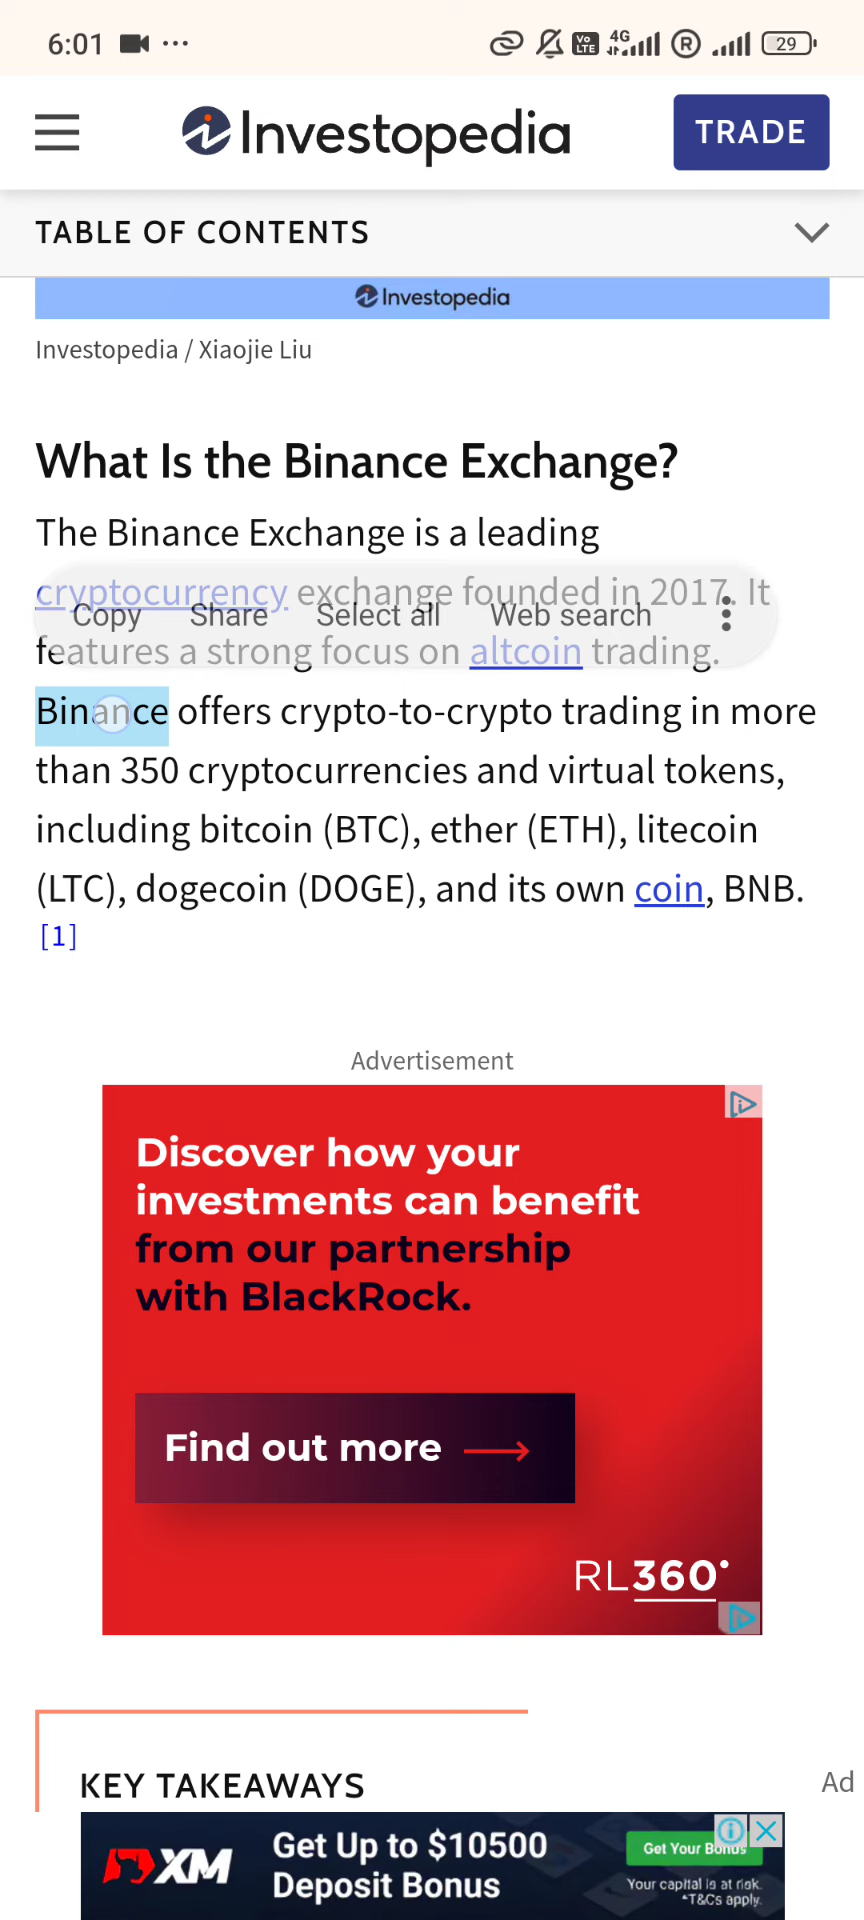 6:01 ... Vo LTE 4G R 29
Investopedia TRADE
TABLE OF CONTENTS
Investopedia
Investopedia / Xiaojie Liu
What Is the Binance Exchange?
The Binance Exchange is a leading
cryptocurrency exchange founded in 2017. It
Copy Share Select all Web search
features a strong focus on altcoin trading.
Binance offers crypto-to-crypto trading in more
than 350 cryptocurrencies and virtual tokens,
including bitcoin (BTC), ether (ETH), litecoin
(LTC), dogecoin (DOGE), and its own coin, BNB.
[1]
Advertisement
Discover how your
investments can benefit
from our partnership
with BlackRock.
Find out more
RL360°
KEY TAKEAWAYS
Ad
XM
Get Up to $10500
Deposit Bonus
Get Your Bonus
Your capital is at risk.
*T&Cs apply.